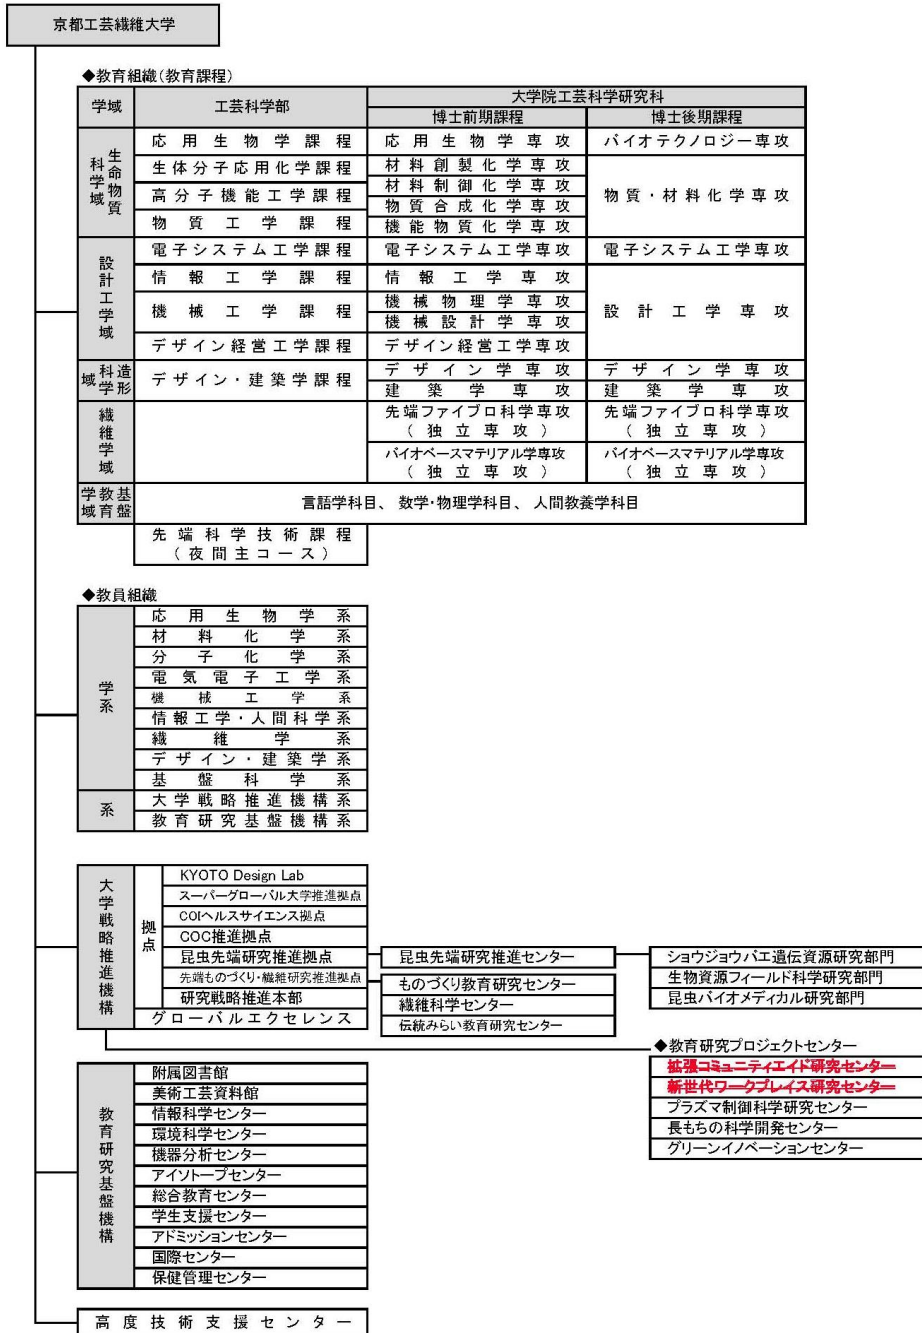 京都工芸繊維大学
◆教育組織(教育課程)
学域
工芸科学部
大学院工芸科学研究科
博士前期課程
博士後期課程
生命物質科学域
応用生物学課程
応用生物学専攻
バイオテクノロジー専攻
生体分子応用化学課程
材料創製化学専攻
物質・材料化学専攻
高分子機能工学課程
材料制御化学専攻
物質合成化学専攻
物質工学課程
機能物質化学専攻
設計工学域
電子システム工学課程
電子システム工学専攻
電子システム工学専攻
情報工学課程
情報工学専攻
設計工学専攻
機械工学課程
機械物理学専攻
機械設計学専攻
デザイン経営工学課程
デザイン経営工学専攻
造形科学域
デザイン・建築学課程
デザイン学専攻
デザイン学専攻
建築学専攻
建築学専攻
繊維学域
先端ファイブロ科学専攻
(独立専攻)
先端ファイブロ科学専攻
(独立専攻)
バイオベースマテリアル学専攻
(独立専攻)
バイオベースマテリアル学専攻
(独立専攻)
基盤教育学域
言語学科目、数学・物理学科目、人間教養学科目
先端科学技術課程
(夜間主コース)
◆教員組織
学系
応用生物学系
材料化学系
分子化学系
電気電子工学系
機械工学系
情報工学・人間科学系
繊維学系
デザイン・建築学系
基盤科学系
系
大学戦略推進機構系
教育研究基盤機構系
大学戦略推進機構
拠点
KYOTO Design Lab
スーパーグローバル大学推進拠点
COIヘルスサイエンス拠点
COC推進拠点
昆虫先端研究推進拠点
昆虫先端研究推進センター
ショウジョウバエ遺伝資源研究部門
生物資源フィールド科学研究部門
昆虫バイオメディカル研究部門
先端ものづくり・繊維研究推進拠点
ものづくり教育研究センター
繊維科学センター
伝統みらい教育研究センター
研究戦略推進本部
グローバルエクセレンス
◆教育研究プロジェクトセンター
拡張コミュニティエイド研究センター
新世代ワークプレイス研究センター
プラズマ制御科学研究センター
長もちの科学開発センター
グリーンイノベーションセンター
教育研究基盤機構
附属図書館
美術工芸資料館
情報科学センター
環境科学センター
機器分析センター
アイソトープセンター
総合教育センター
学生支援センター
アドミッションセンター
国際センター
保健管理センター
高度技術支援センター